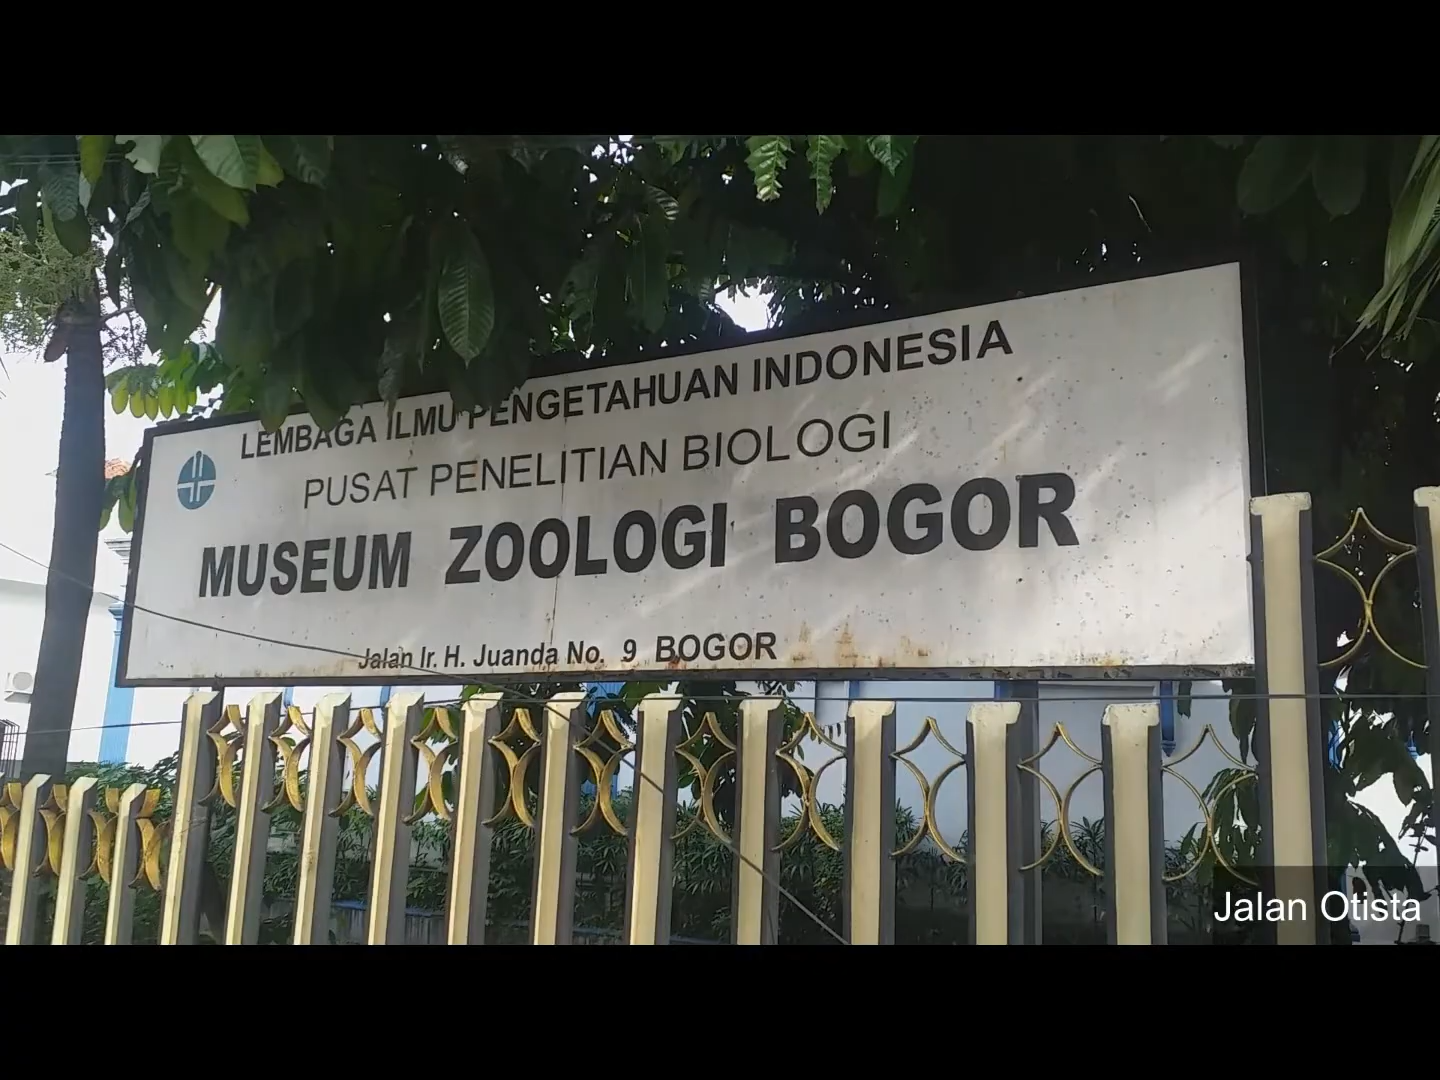 LEMBAGA ILMU PENGETAHUAN INDONESIA
PUSAT PENELITIAN BIOLOGI
MUSEUM ZOOLOGI BOGOR
Jalan Ir. H. Juanda No. 9 BOGOR
Jalan Otista